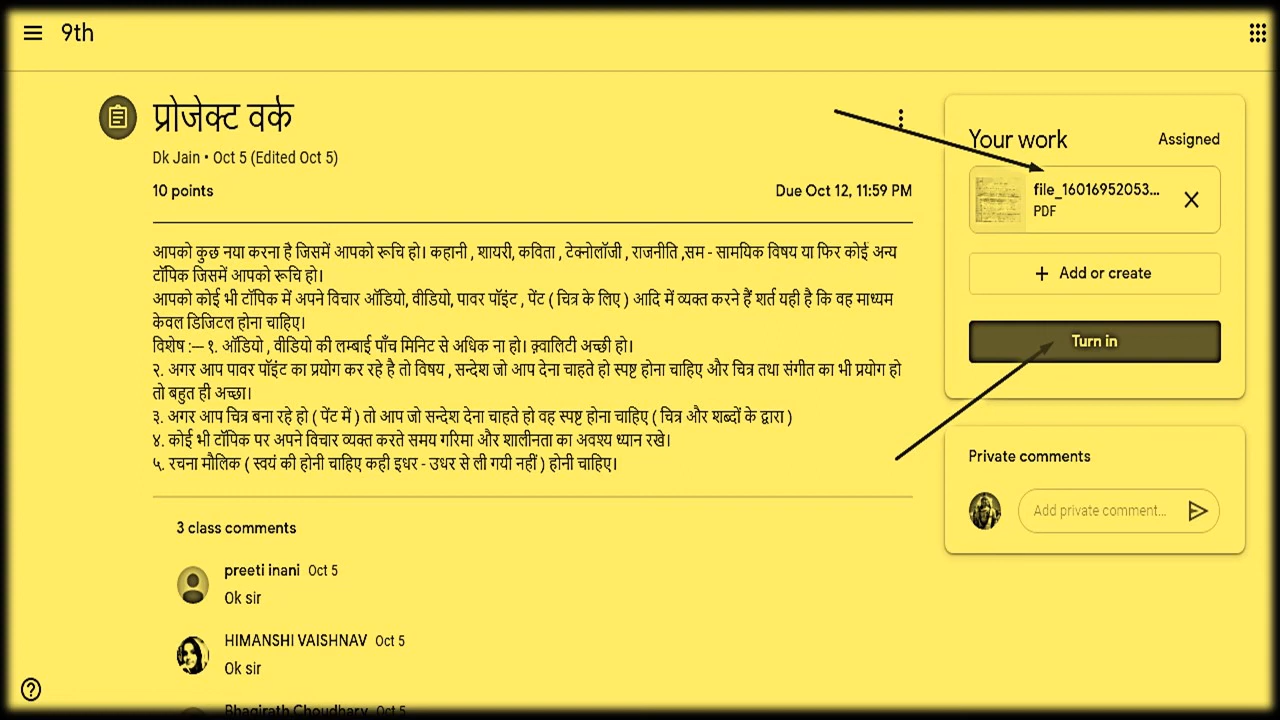 9th
प्रोजेक्ट वर्क
Dk Jain • Oct 5 (Edited Oct 5)
10 points
Due Oct 12, 11:59 PM
आपको कुछ नया करना है जिसमें आपको रूचि हो। कहानी , शायरी, कविता , टेक्नोलॉजी , राजनीति ,सम - सामयिक विषय या फिर कोई अन्य
टॉपिक जिसमें आपको रूचि हो।
आपको कोई भी टॉपिक में अपने विचार ऑडियो, वीडियो, पावर पॉइंट , पेंट ( चित्र के लिए ) आदि में व्यक्त करने हैं शर्त यही है कि वह माध्यम
केवल डिजिटल होना चाहिए।
विशेष :— १. ऑडियो , वीडियो की लम्बाई पाँच मिनिट से अधिक ना हो। क़्वालिटी अच्छी हो।
२. अगर आप पावर पॉइंट का प्रयोग कर रहे है तो विषय , सन्देश जो आप देना चाहते हो स्पष्ट होना चाहिए और चित्र तथा संगीत का भी प्रयोग हो
तो बहुत ही अच्छा।
३. अगर आप चित्र बना रहे हो ( पेंट में ) तो आप जो सन्देश देना चाहते हो वह स्पष्ट होना चाहिए ( चित्र और शब्दों के द्वारा )
४. कोई भी टॉपिक पर अपने विचार व्यक्त करते समय गरिमा और शालीनता का अवश्य ध्यान रखे।
५. रचना मौलिक ( स्वयं की होनी चाहिए कही इधर - उधर से ली गयी नहीं ) होनी चाहिए।
3 class comments
preeti inani Oct 5
Ok sir
HIMANSHI VAISHNAV Oct 5
Ok sir
Bhagirath Choudhary Oct 5
Your work
Assigned
file_16016952053...
PDF
+ Add or create
Turn in
Private comments
Add private comment...